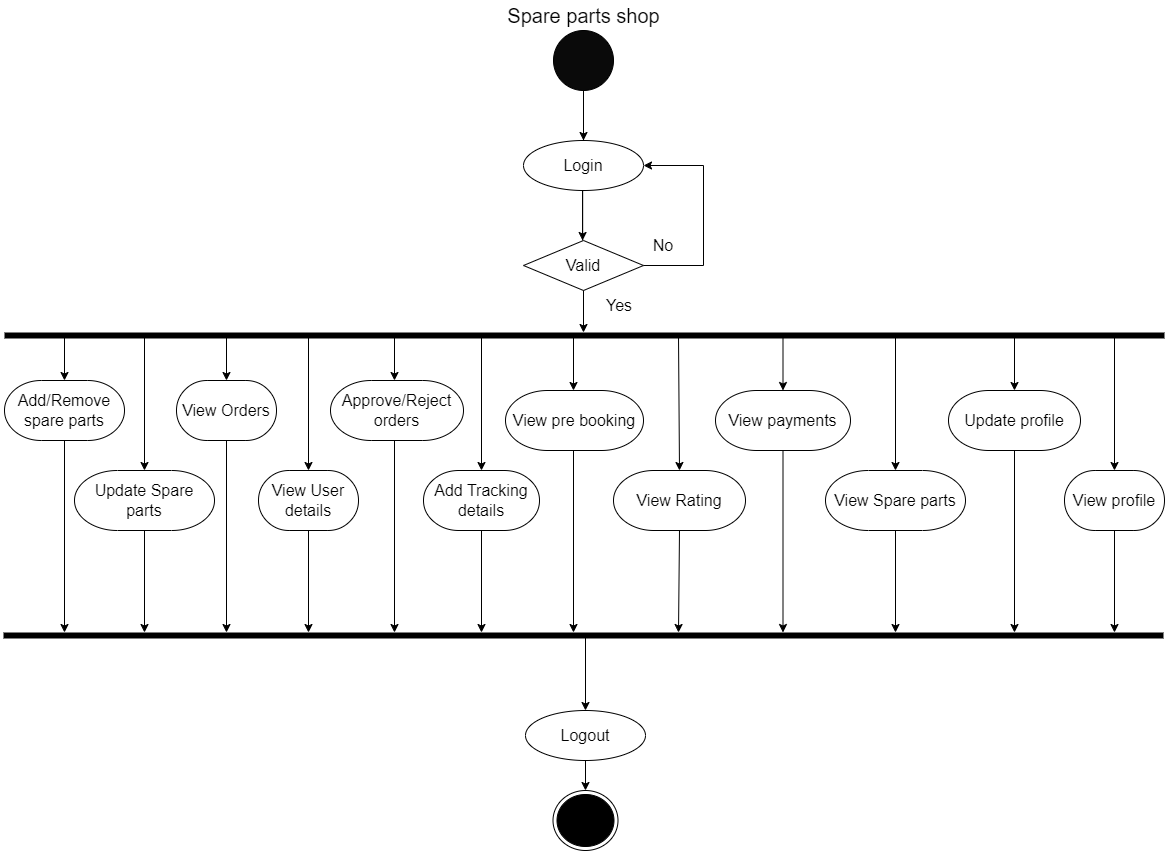 Spare parts shop
Login
No
Valid
Yes
Add/Remove
spare parts
View Orders
Approve/Reject
orders
View pre booking
View payments
Update profile
Update Spare
parts
View User
details
Add Tracking
details
View Rating
View Spare parts
View profile
Logout